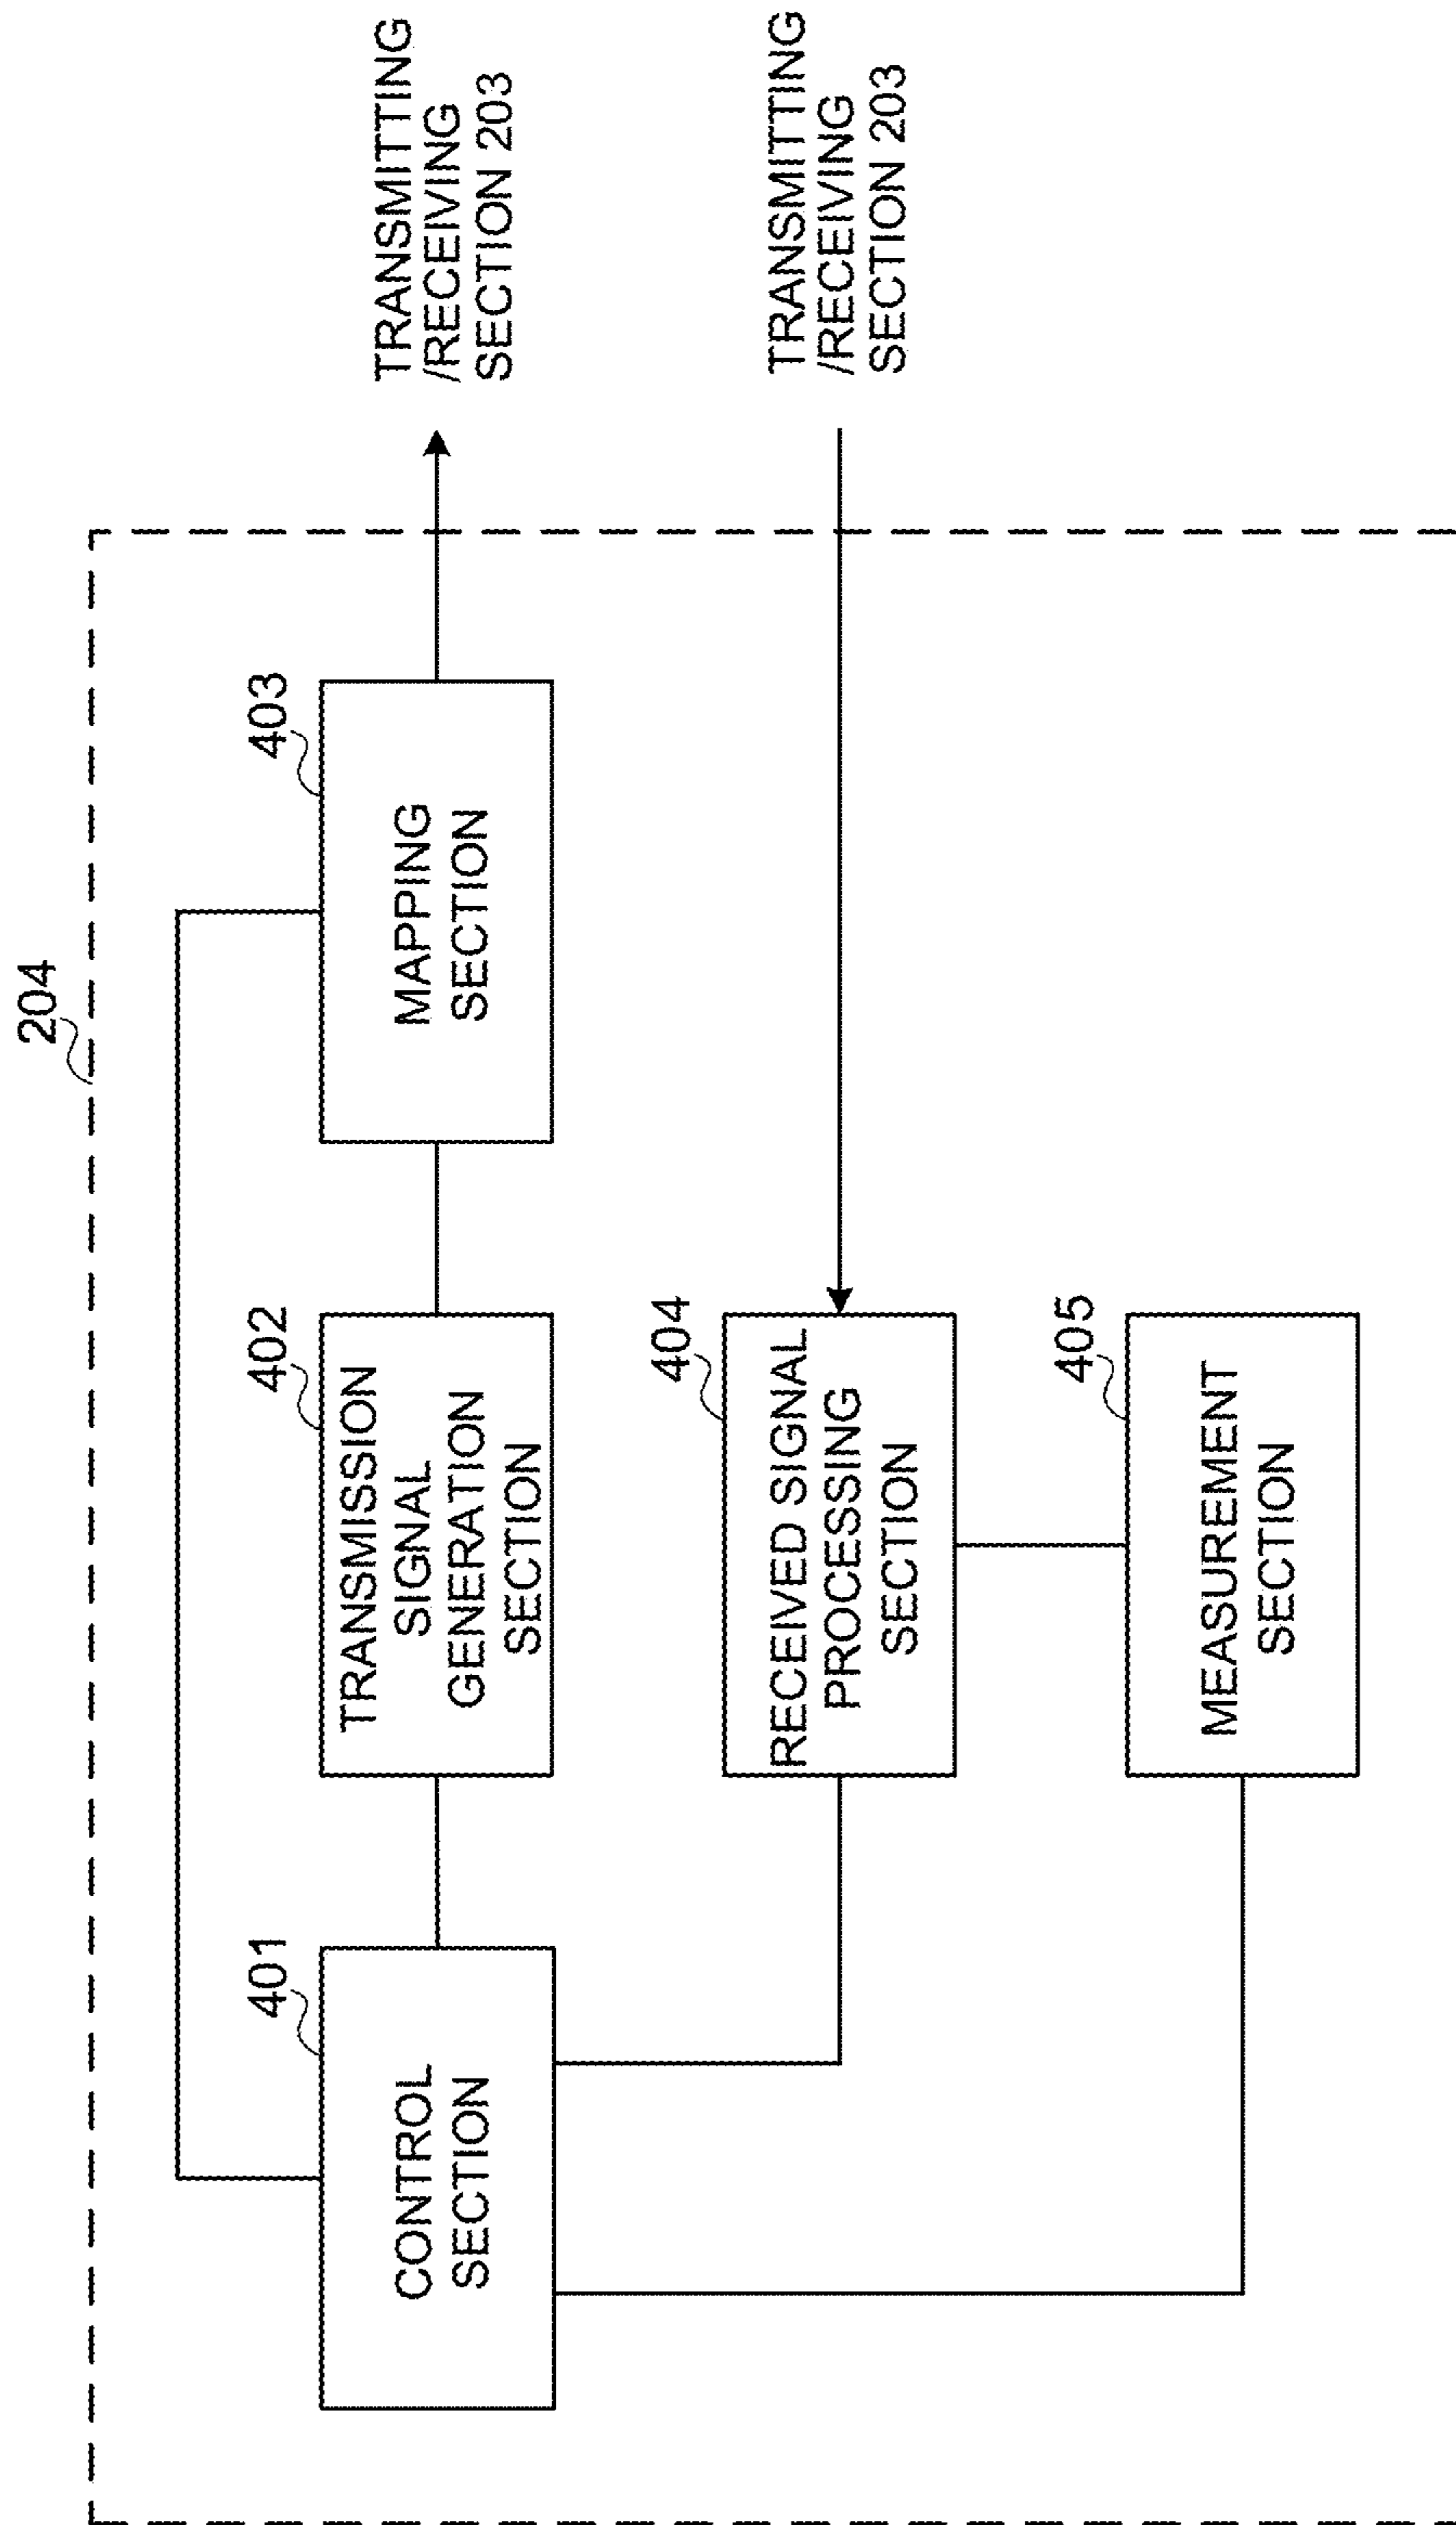 204
401
CONTROL
SECTION
402
TRANSMISSION
SIGNAL
GENERATION
SECTION
403
MAPPING
SECTION
TRANSMITTING
/RECEIVING
SECTION 203
404
RECEIVED SIGNAL
PROCESSING
SECTION
TRANSMITTING
/RECEIVING
SECTION 203
405
MEASUREMENT
SECTION